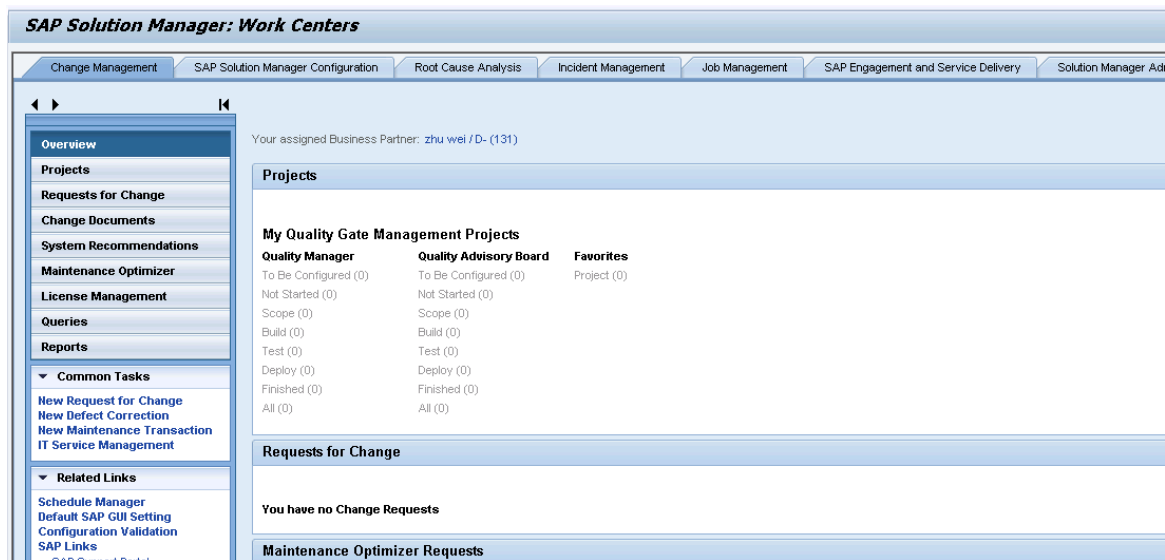 SAP Solution Manager: Work Centers
Change Management SAP Solution Manager Configuration Root Cause Analysis Incident Management Job Management SAP Engagement and Service Delivery Solution Manager Adr
Overview
Projects
Requests for Change
Change Documents
System Recommendations
Maintenance Optimizer
License Management
Queries
Reports
Common Tasks
New Request for Change
New Defect Correction
New Maintenance Transaction
IT Service Management
Related Links
Schedule Manager
Default SAP GUI Setting
Configuration Validation
SAP Links
SAP Support Portal
Your assigned Business Partner: zhu wei / D- (131)
Projects
My Quality Gate Management Projects
Quality Manager Quality Advisory Board Favorites
To Be Configured (0) To Be Configured (0) Project (0)
Not Started (0) Not Started (0)
Scope (0) Scope (0)
Build (0) Build (0)
Test (0) Test (0)
Deploy (0) Deploy (0)
Finished (0) Finished (0)
All (0) All (0)
Requests for Change
You have no Change Requests
Maintenance Optimizer Requests